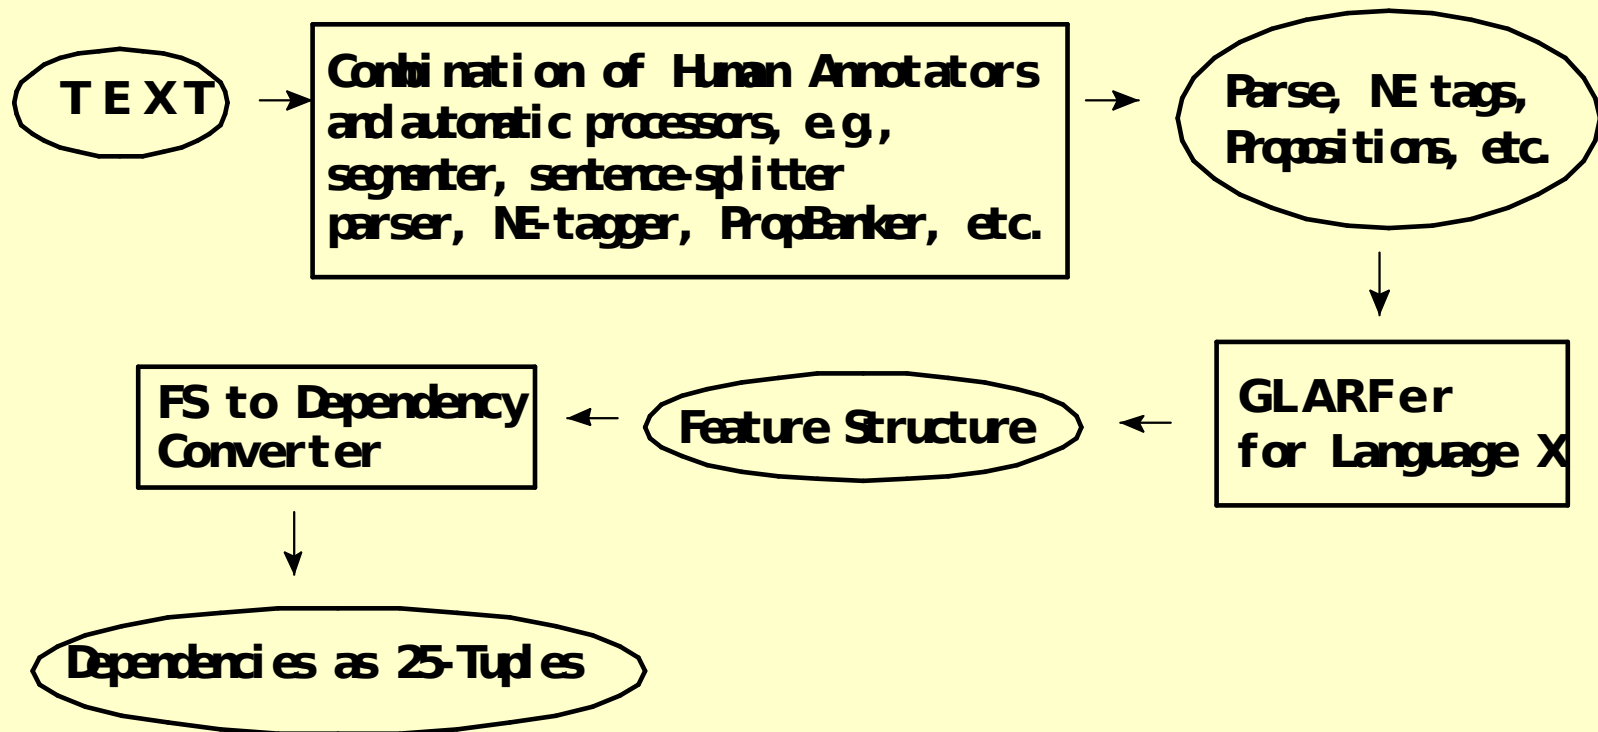 TEXT
Combination of Human Annotators
and automatic processors, e.g.,
segmenter, sentence-splitter
parser, NE-tagger, PropBanker, etc.
Parse, NE tags,
Propositions, etc.
GLARFer
for Language X
Feature Structure
FS to Dependency
Converter
Dependencies as 25-Tuples